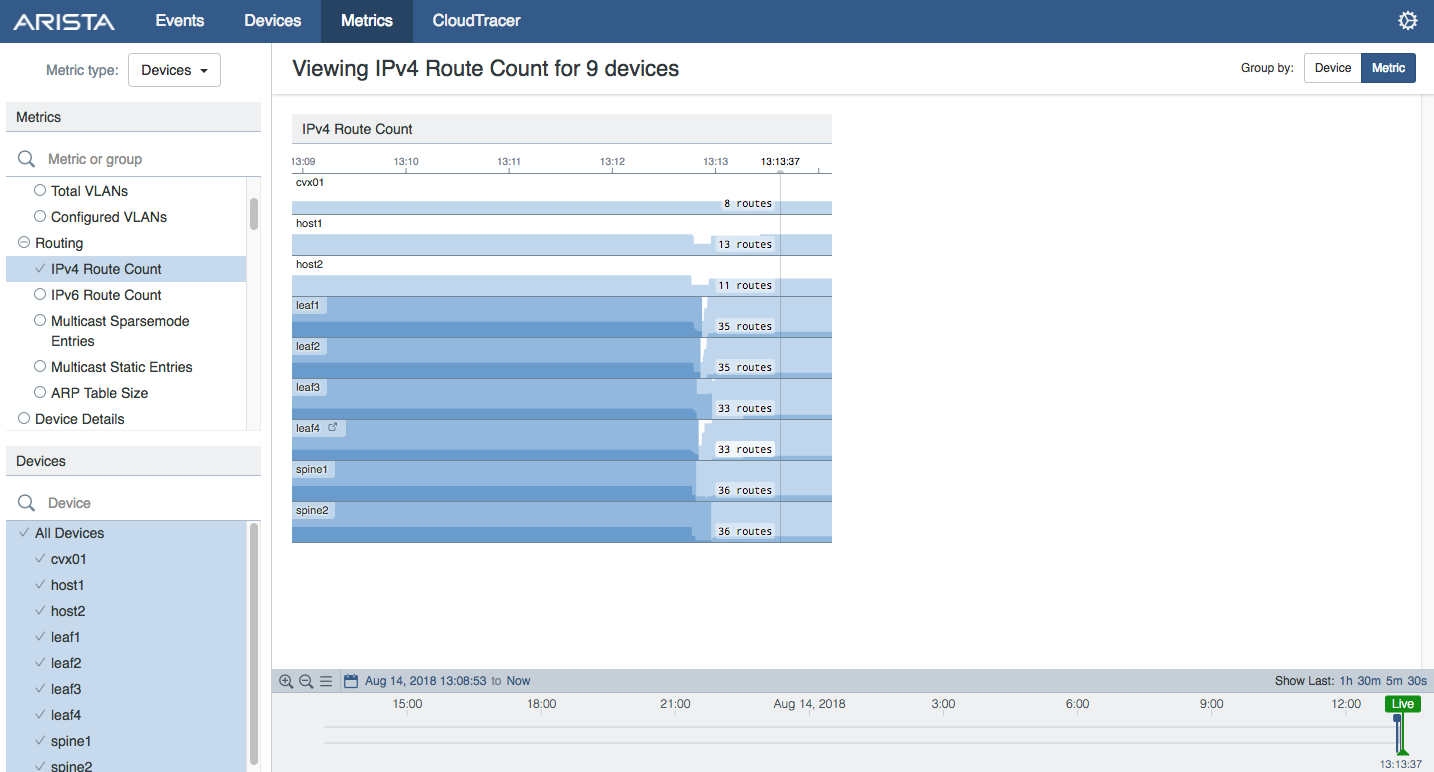 ARISTA Events Devices Metrics CloudTracer
Metric type: Devices
Viewing IPv4 Route Count for 9 devices
Group by: Device Metric
Metrics
Metric or group
Total VLANs
Configured VLANs
Routing
IPv4 Route Count
IPv6 Route Count
Multicast Sparsemode
Entries
Multicast Static Entries
ARP Table Size
Device Details
Devices
Device
All Devices
cvx01
host1
host2
leaf1
leaf2
leaf3
leaf4
spine1
spine2
IPv4 Route Count
13:09 13:10 13:11 13:12 13:13 13:13:37
cvx01
8 routes
host1
13 routes
host2
11 routes
leaf1
35 routes
leaf2
35 routes
leaf3
33 routes
leaf4
33 routes
spine1
36 routes
spine2
36 routes
Aug 14, 2018 13:08:53 to Now
Show Last: 1h 30m 5m 30s
15:00 18:00 21:00 Aug 14, 2018 3:00 6:00 9:00 12:00 Live
13:13:37